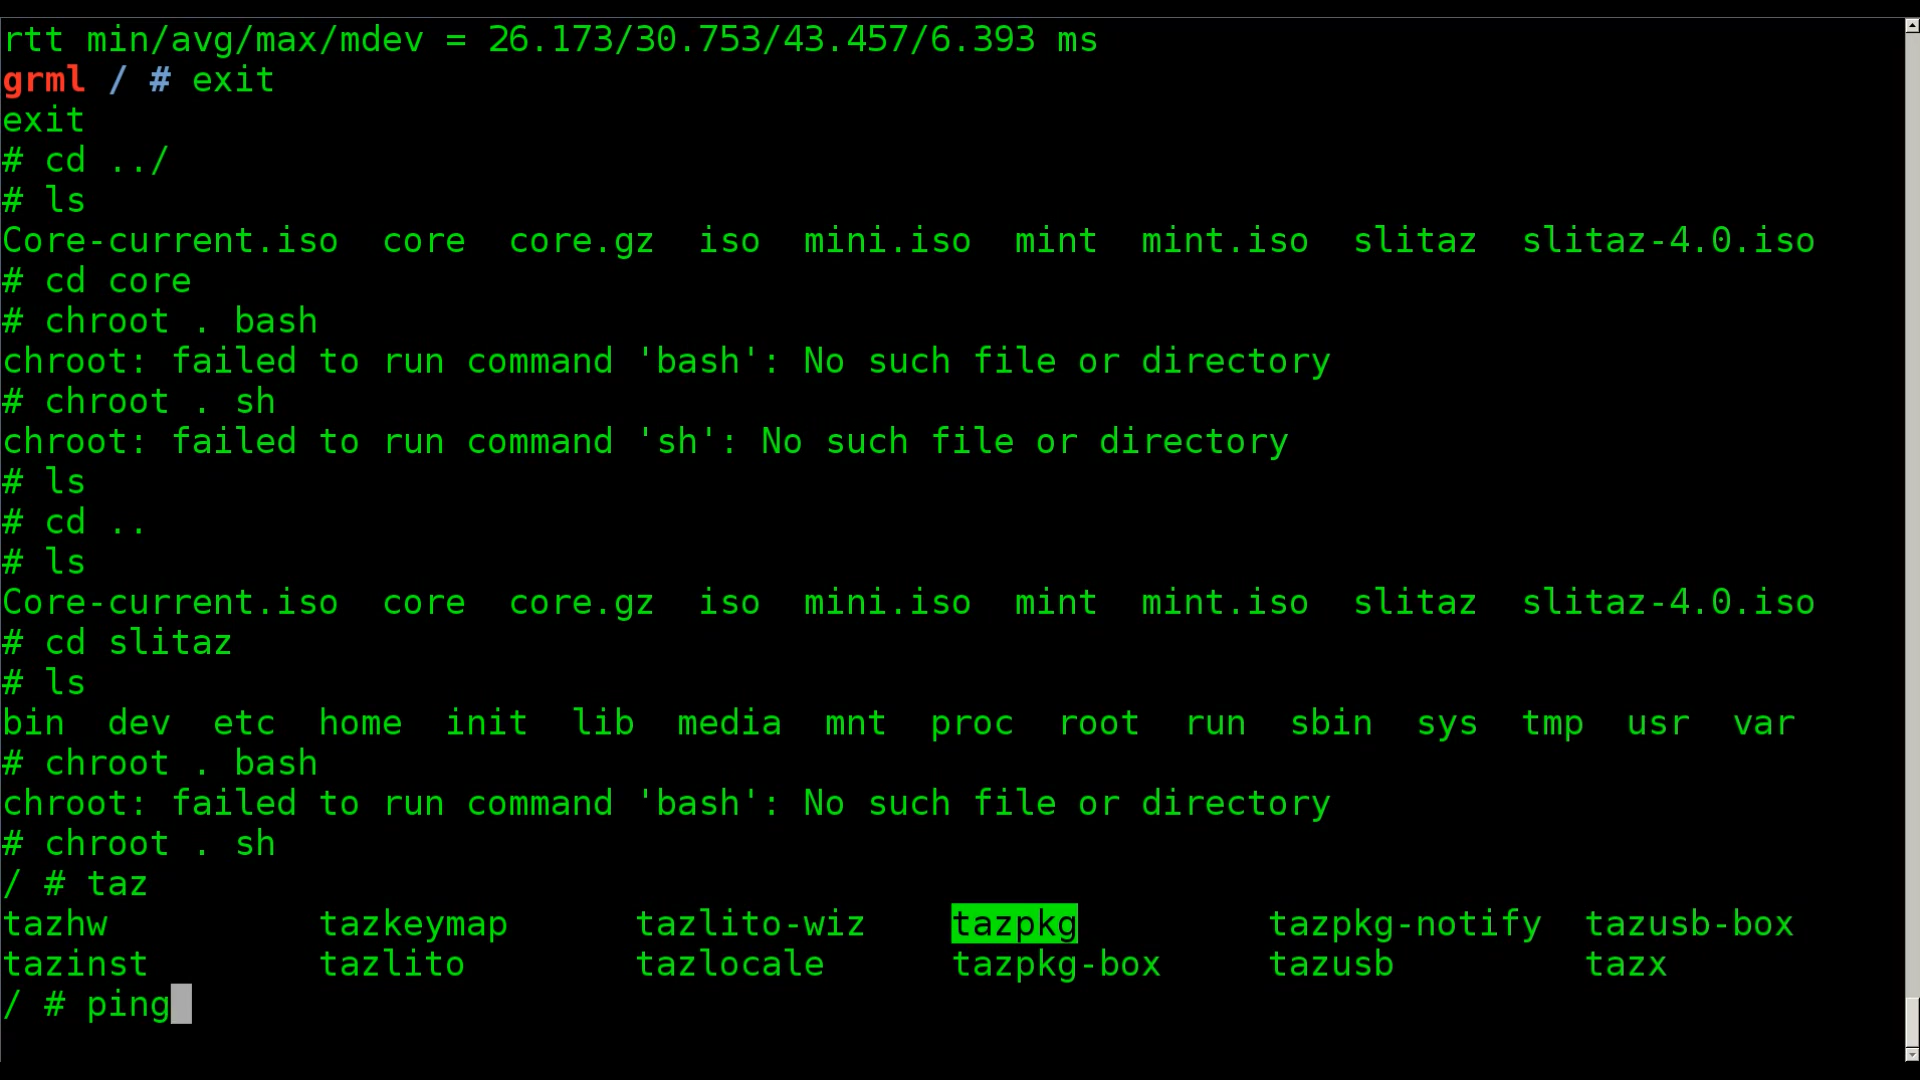 rtt min/avg/max/mdev = 26.173/30.753/43.457/6.393 ms
grml / # exit
exit
# cd ../
# ls
Core-current.iso  core  core.gz  iso  mini.iso  mint  mint.iso  slitaz  slitaz-4.0.iso
# cd core
# chroot . bash
chroot: failed to run command 'bash': No such file or directory
# chroot . sh
chroot: failed to run command 'sh': No such file or directory
# ls
# cd ..
# ls
Core-current.iso  core  core.gz  iso  mini.iso  mint  mint.iso  slitaz  slitaz-4.0.iso
# cd slitaz
# ls
bin  dev  etc  home  init  lib  media  mnt  proc  root  run  sbin  sys  tmp  usr  var
# chroot . bash
chroot: failed to run command 'bash': No such file or directory
# chroot . sh
/ # taz
tazhw          tazkeymap      tazlito-wiz    tazpkg         tazpkg-notify  tazusb-box
tazinst        tazlito        tazlocale      tazpkg-box     tazusb         tazx
/ # ping